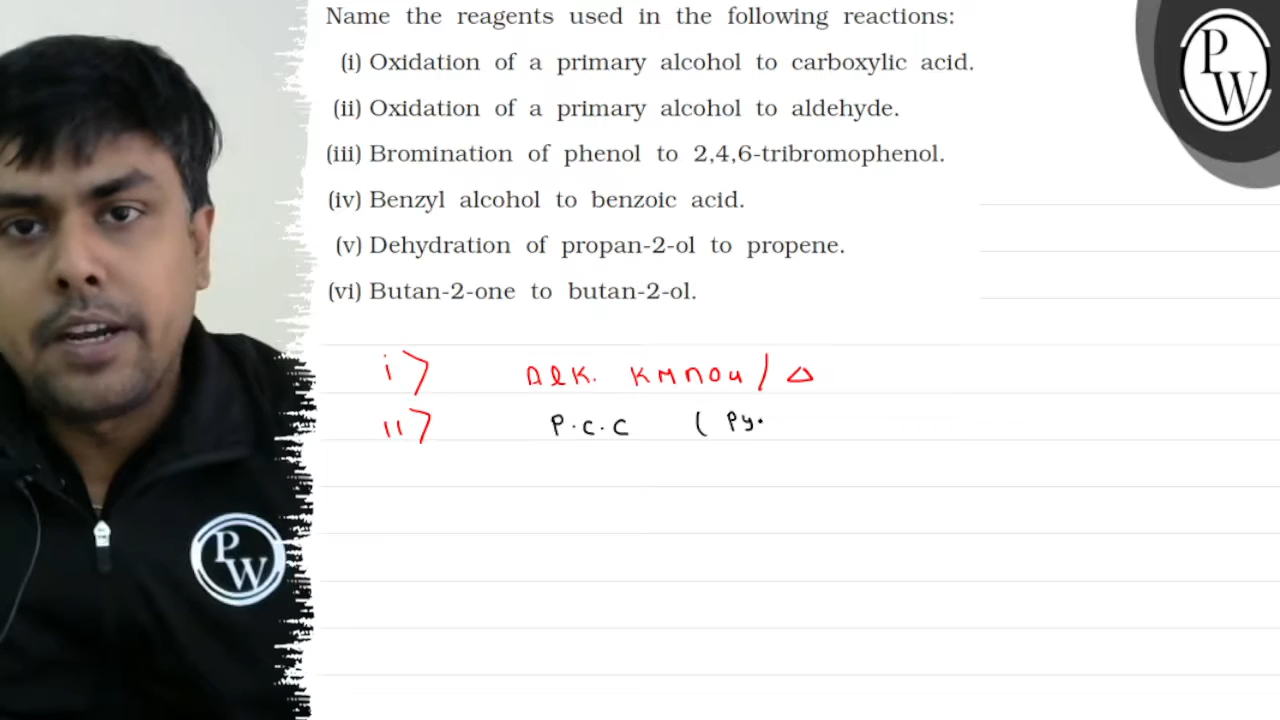 Name the reagents used in the following reactions:
(i) Oxidation of a primary alcohol to carboxylic acid.
(ii) Oxidation of a primary alcohol to aldehyde.
(iii) Bromination of phenol to 2,4,6-tribromophenol.
(iv) Benzyl alcohol to benzoic acid.
(v) Dehydration of propan-2-ol to propene.
(vi) Butan-2-one to butan-2-ol.
i> Alk. KMnO4 / Δ
ii> P.C.C ( Py.
PW
PW